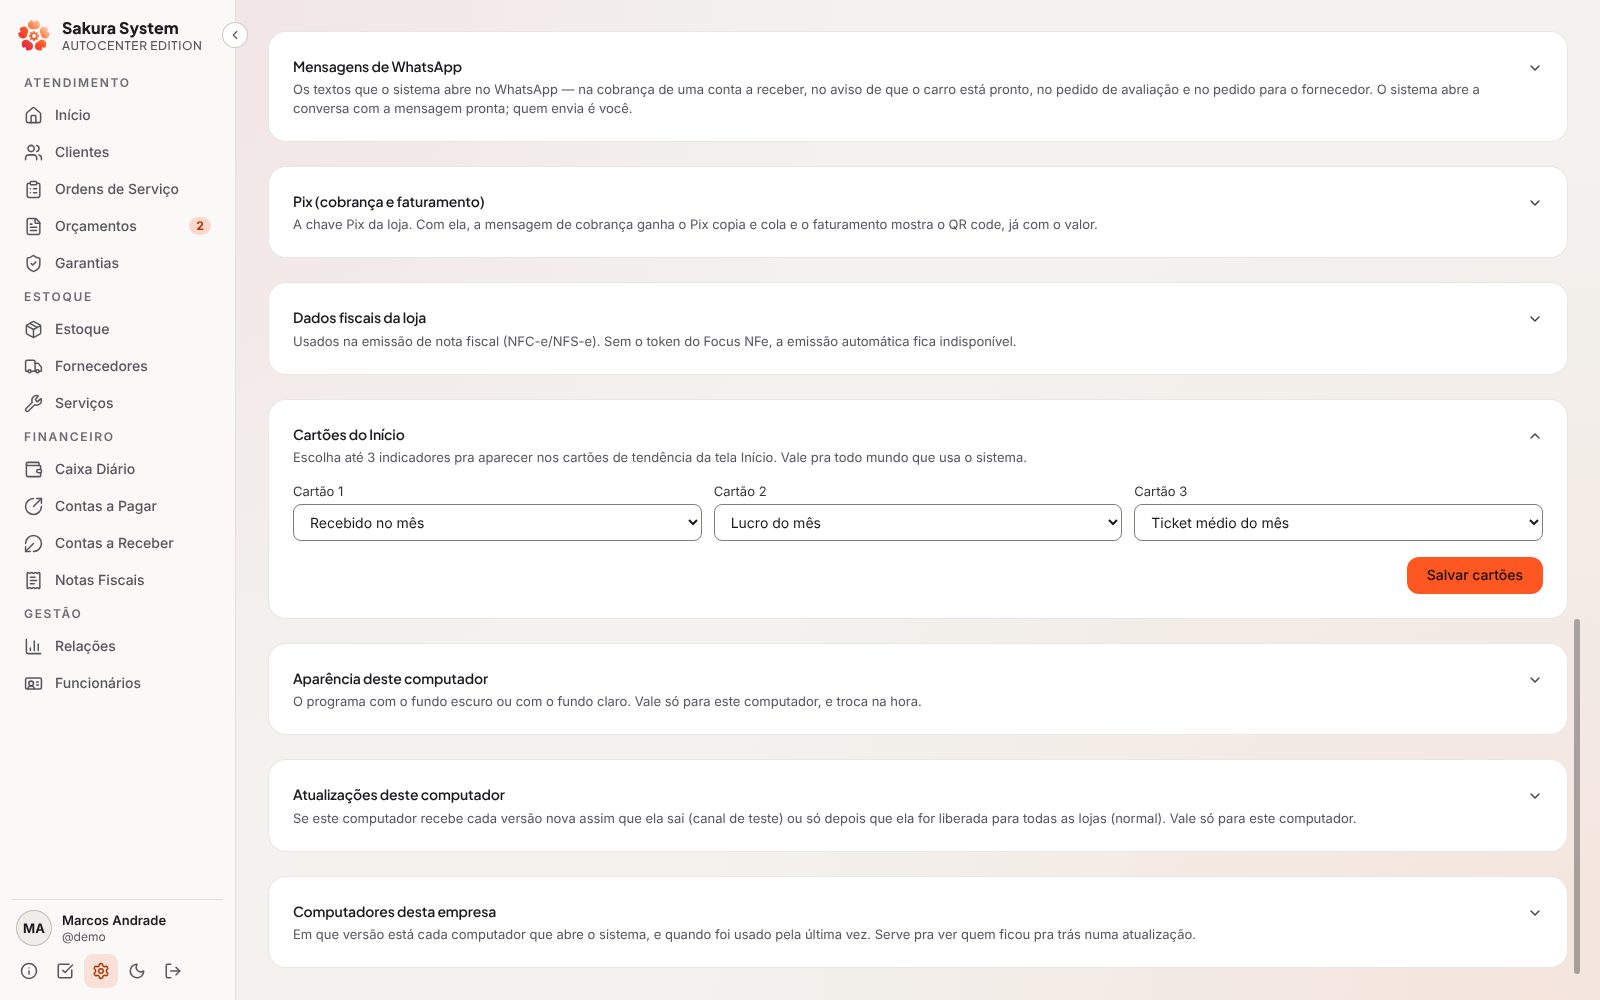 Sakura System
AUTOCENTER EDITION
ATENDIMENTO
Início
Clientes
Ordens de Serviço
Orçamentos 2
Garantias
ESTOQUE
Estoque
Fornecedores
Serviços
FINANCEIRO
Caixa Diário
Contas a Pagar
Contas a Receber
Notas Fiscais
GESTÃO
Relações
Funcionários
MA
Marcos Andrade
@demo
Mensagens de WhatsApp
Os textos que o sistema abre no WhatsApp — na cobrança de uma conta a receber, no aviso de que o carro está pronto, no pedido de avaliação e no pedido para o fornecedor. O sistema abre a
conversa com a mensagem pronta; quem envia é você.
Pix (cobrança e faturamento)
A chave Pix da loja. Com ela, a mensagem de cobrança ganha o Pix copia e cola e o faturamento mostra o QR code, já com o valor.
Dados fiscais da loja
Usados na emissão de nota fiscal (NFC-e/NFS-e). Sem o token do Focus NFe, a emissão automática fica indisponível.
Cartões do Início
Escolha até 3 indicadores pra aparecer nos cartões de tendência da tela Início. Vale pra todo mundo que usa o sistema.
Cartão 1
Recebido no mês
Cartão 2
Lucro do mês
Cartão 3
Ticket médio do mês
Salvar cartões
Aparência deste computador
O programa com o fundo escuro ou com o fundo claro. Vale só para este computador, e troca na hora.
Atualizações deste computador
Se este computador recebe cada versão nova assim que ela sai (canal de teste) ou só depois que ela for liberada para todas as lojas (normal). Vale só para este computador.
Computadores desta empresa
Em que versão está cada computador que abre o sistema, e quando foi usado pela última vez. Serve pra ver quem ficou pra trás numa atualização.